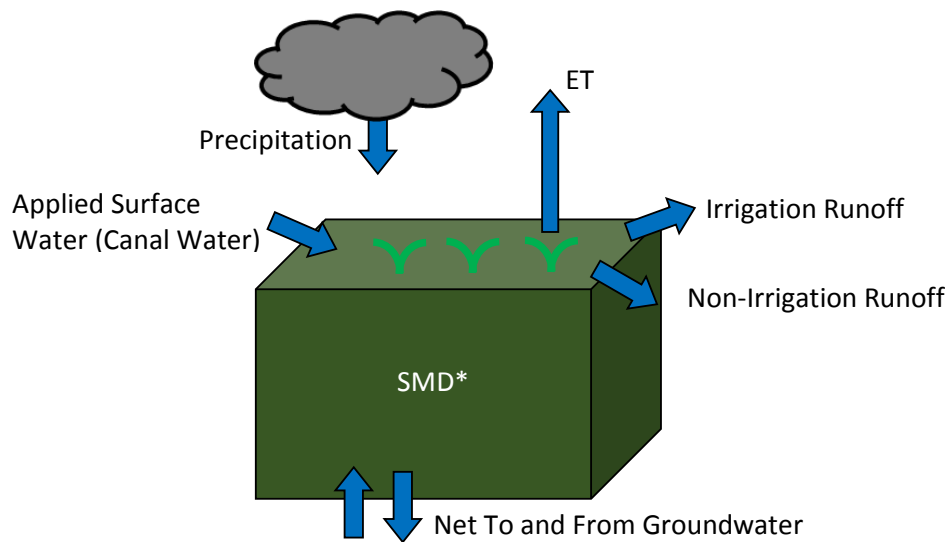 ET
Precipitation
Applied Surface
Water (Canal Water)
Irrigation Runoff
Non-Irrigation Runoff
SMD*
Net To and From Groundwater